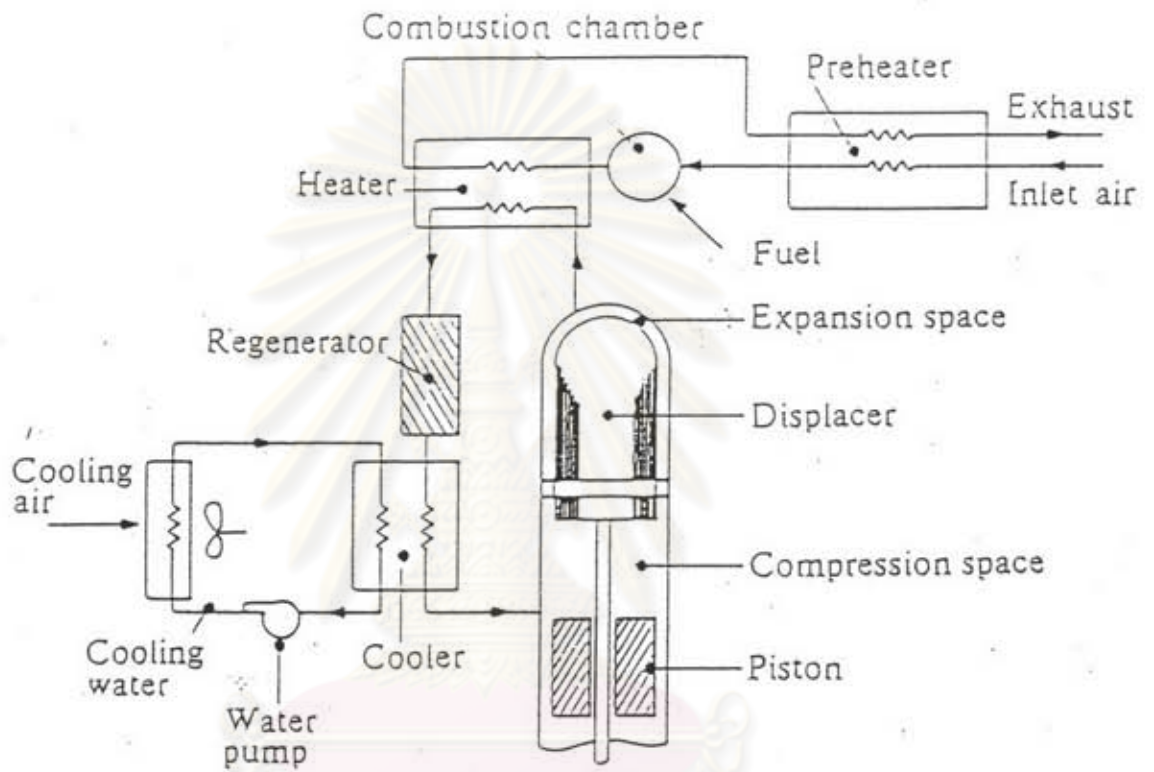 Combustion chamber
Preheater
Exhaust
Heater
Inlet air
Fuel
Expansion space
Regenerator
Displacer
Cooling
air
Compression space
Cooling
water
Cooler
Piston
Water
pump